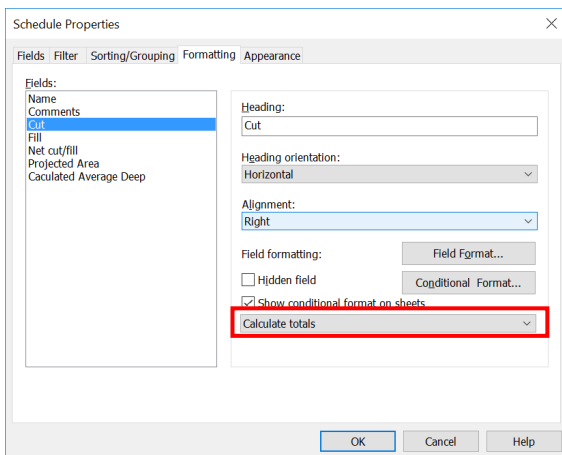 Schedule Properties
Fields Filter Sorting/Grouping Formatting Appearance
Fields:
Name
Comments
Cut
Fill
Net cut/fill
Projected Area
Caculated Average Deep
Heading:
Cut
Heading orientation:
Horizontal
Alignment:
Right
Field formatting:
Field Format...
Hidden field
Conditional Format...
Show conditional format on sheets
Calculate totals
OK Cancel Help